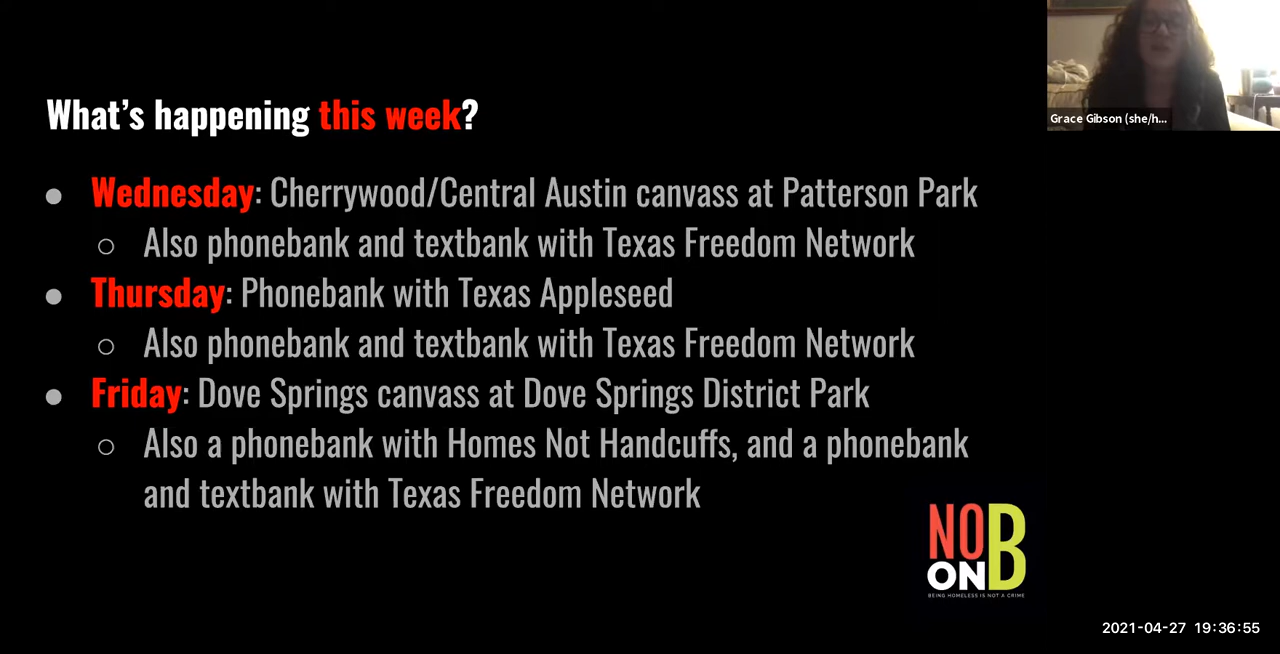 Grace Gibson (she/h...
What's happening this week?
● Wednesday: Cherrywood/Central Austin canvass at Patterson Park
○ Also phonebank and textbank with Texas Freedom Network
● Thursday: Phonebank with Texas Appleseed
○ Also phonebank and textbank with Texas Freedom Network
● Friday: Dove Springs canvass at Dove Springs District Park
○ Also a phonebank with Homes Not Handcuffs, and a phonebank
and textbank with Texas Freedom Network
NO B
ON
BEING HOMELESS IS NOT A CRIME
2021-04-27 19:36:55